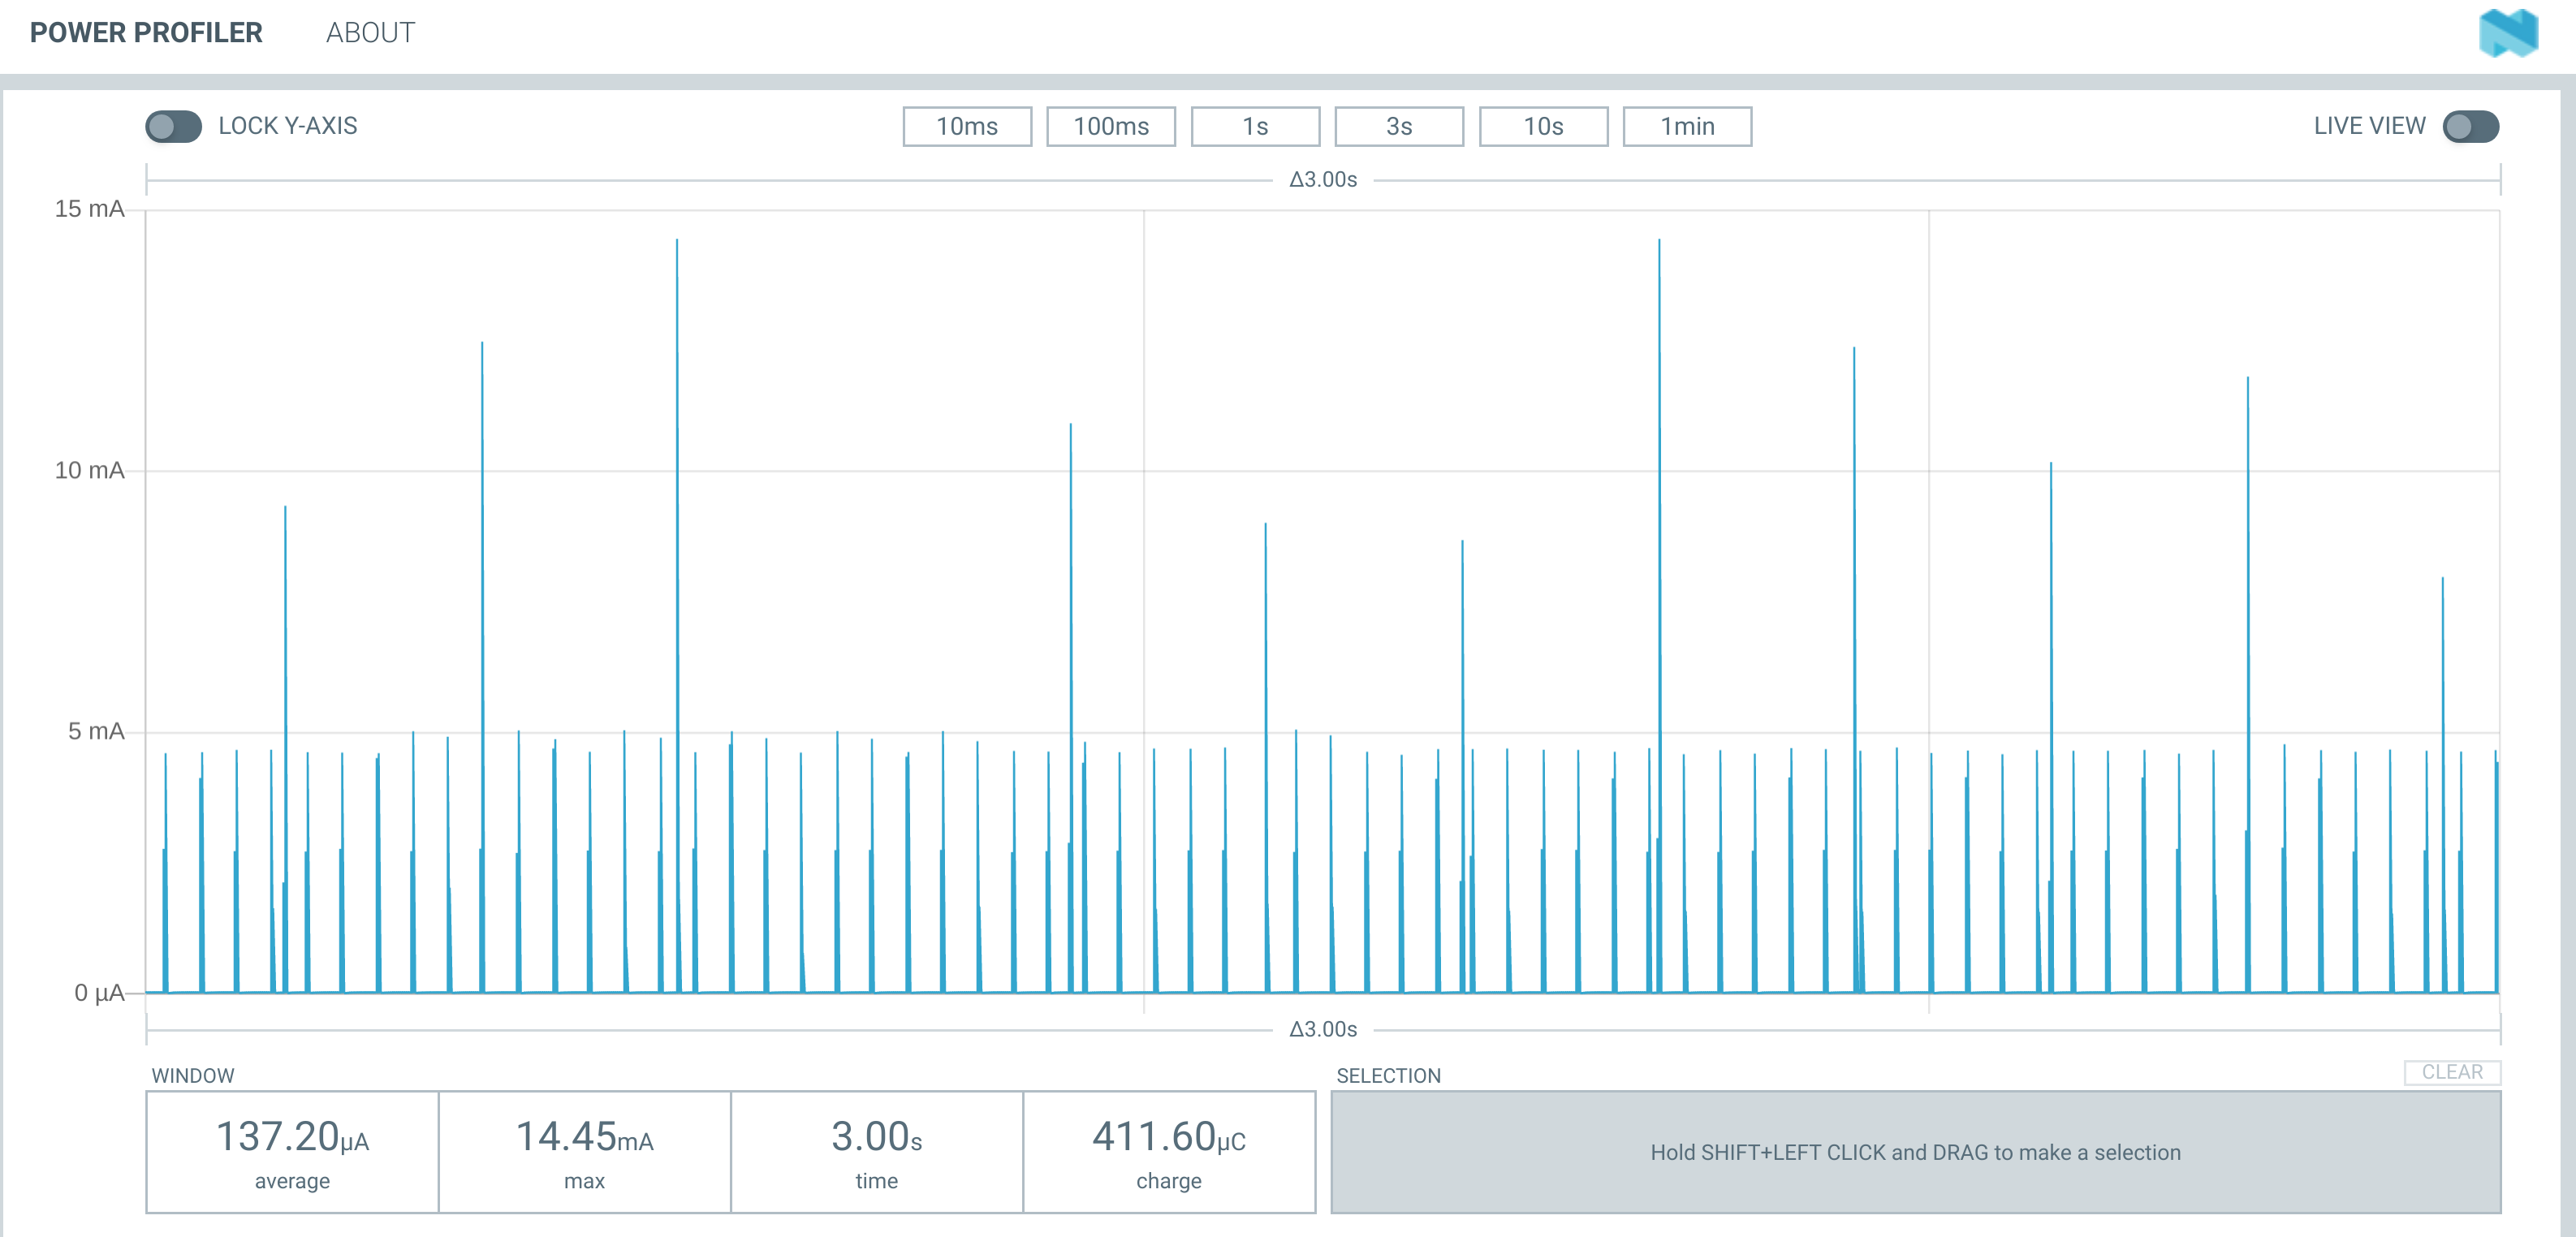 POWER PROFILER ABOUT
LOCK Y-AXIS 10ms 100ms 1s 3s 10s 1min LIVE VIEW
Δ3.00s
15 mA
10 mA
5 mA
0 µA
Δ3.00s
WINDOW SELECTION CLEAR
137.20µA 14.45mA 3.00s 411.60µC
average max time charge
Hold SHIFT+LEFT CLICK and DRAG to make a selection